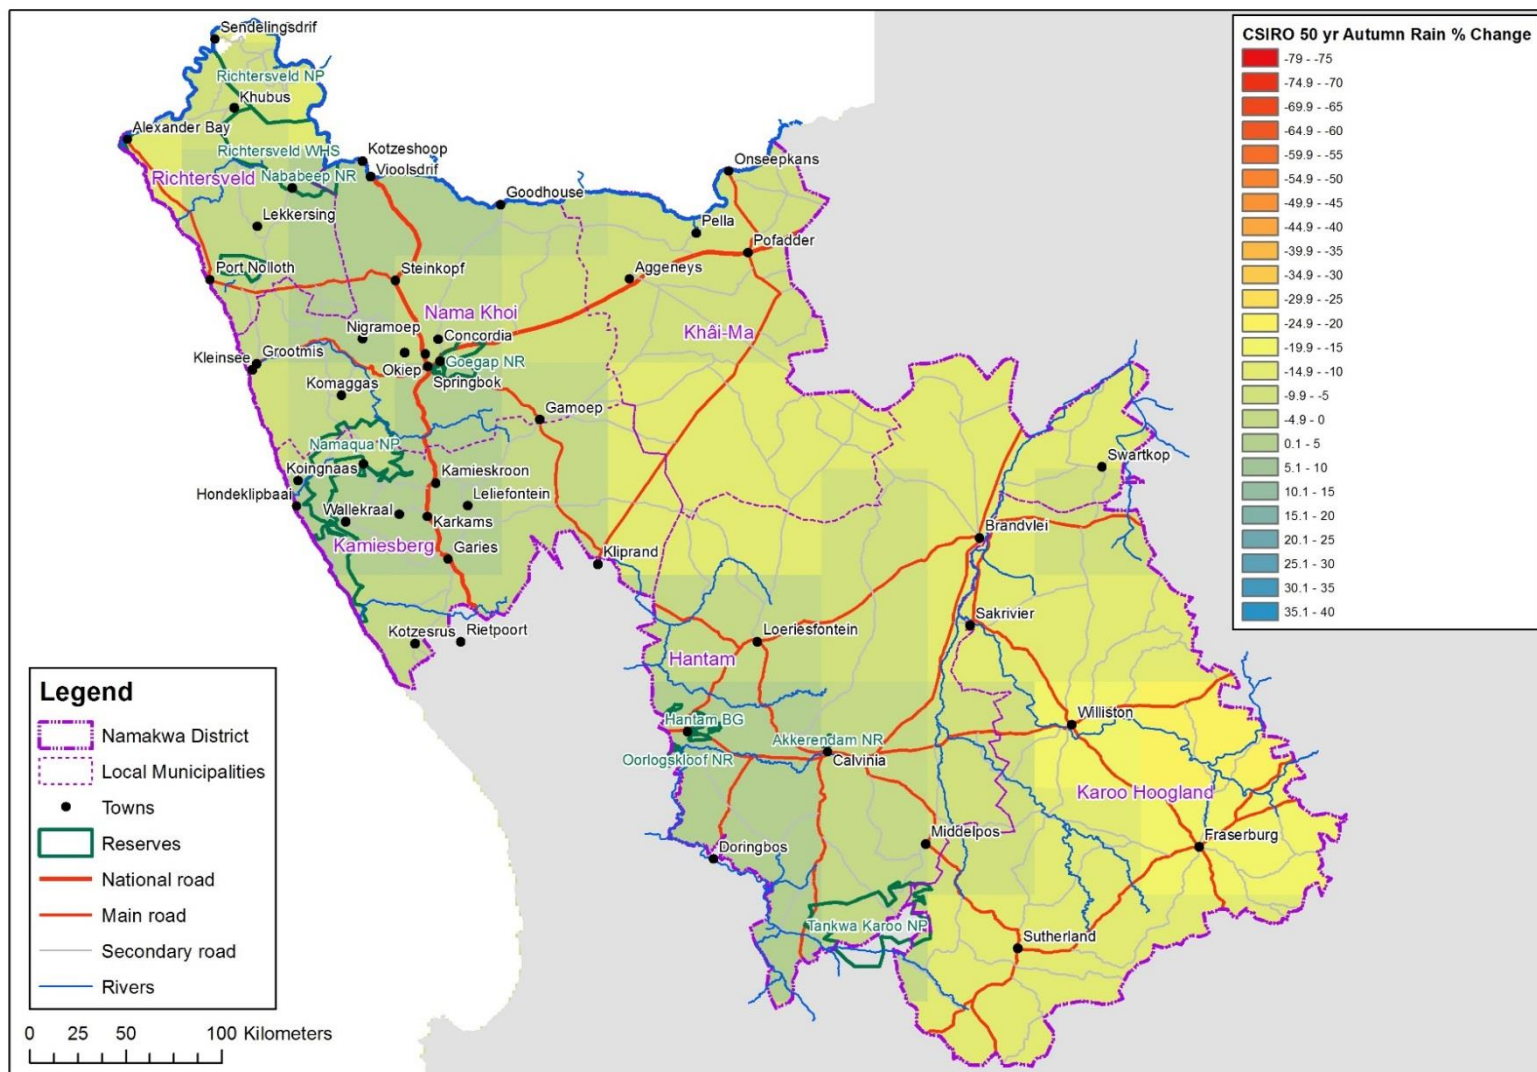 Sendelingsdrif
Richtersveld NP
Khubus
Alexander Bay
Kotzeshoop
Richtersveld WHS
Vioolsdrif
Onseepkans
Richtersveld
Nababeep NR
Goodhouse
Lekkersing
Pella
Pofadder
Port Nolloth
Steinkopf
Aggeneys
Nama Khoi
Khâi-Ma
Nigramoep
Concordia
Kleinsee
Grootmis
Okiep
Goegap NR
Komaggas
Springbok
Gamoep
Namaqua NP
Koingnaas
Kamieskroon
Swartkop
Hondeklipbaai
Leliefontein
Wallekraal
Karkams
Brandvlei
Kamiesberg
Garies
Kliprand
Kotzesrus
Rietpoort
Loeriesfontein
Sakrivier
Hantam
Hantam BG
Williston
Akkerendam NR
Oorlogskloof NR
Calvinia
Karoo Hoogland
Doringbos
Middelpos
Fraserburg
Tankwa Karoo NP
Sutherland
CSIRO 50 yr Autumn Rain % Change
-79 - -75
-74.9 - -70
-69.9 - -65
-64.9 - -60
-59.9 - -55
-54.9 - -50
-49.9 - -45
-44.9 - -40
-39.9 - -35
-34.9 - -30
-29.9 - -25
-24.9 - -20
-19.9 - -15
-14.9 - -10
-9.9 - -5
-4.9 - 0
0.1 - 5
5.1 - 10
10.1 - 15
15.1 - 20
20.1 - 25
25.1 - 30
30.1 - 35
35.1 - 40
Legend
Namakwa District
Local Municipalities
Towns
Reserves
National road
Main road
Secondary road
Rivers
0 25 50 100 Kilometers